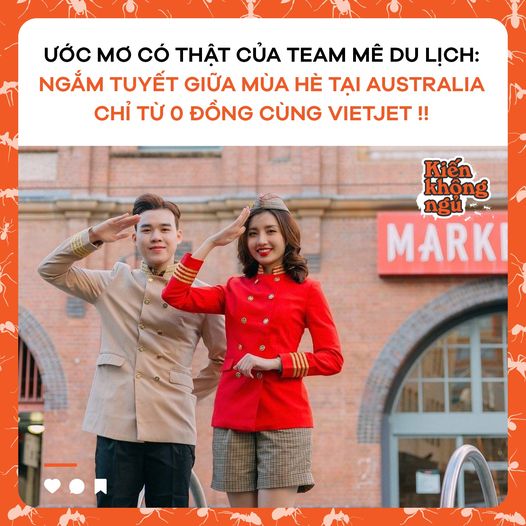 ƯỚC MƠ CÓ THẬT CỦA TEAM MÊ DU LỊCH:
NGẮM TUYẾT GIỮA MÙA HÈ TẠI AUSTRALIA
CHỈ TỪ 0 ĐỒNG CÙNG VIETJET !!
Kiến
không
ngủ
MARKE